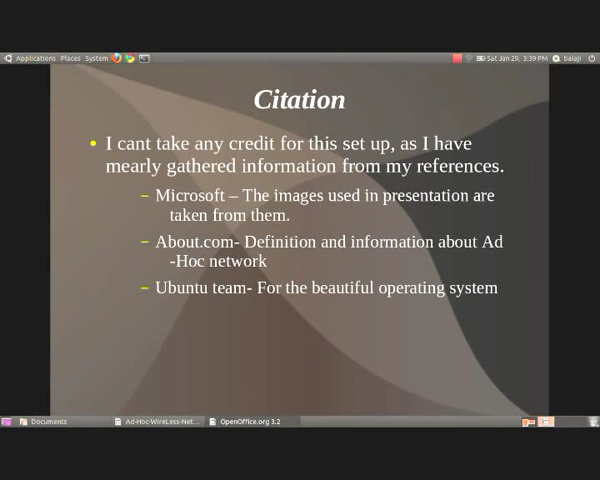 Applications Places System Sat Jan 29, 3:39 PM balaji
Citation
• I cant take any credit for this set up, as I have
mearly gathered information from my references.
– Microsoft – The images used in presentation are
taken from them.
– About.com- Definition and information about Ad
-Hoc network
– Ubuntu team- For the beautiful operating system
Documents Ad-Hoc-WireLess-Net... OpenOffice.org 3.2